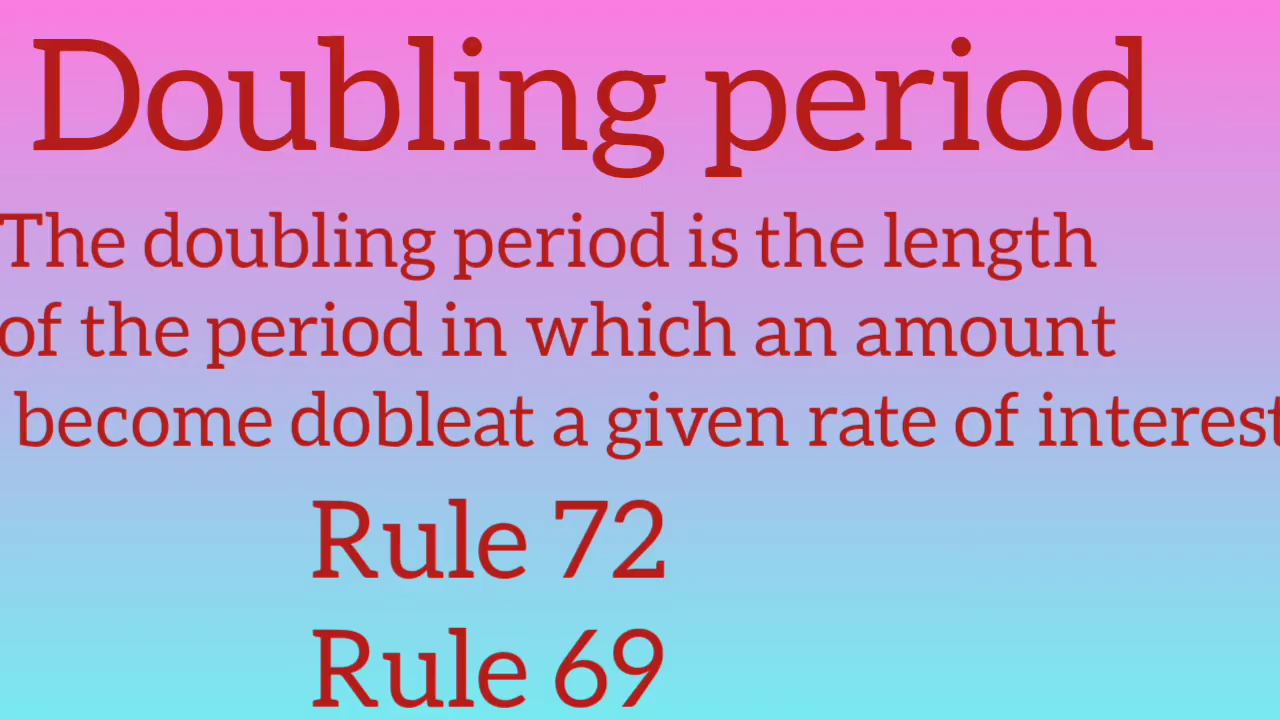 Doubling period
The doubling period is the length
of the period in which an amount
become dobleat a given rate of interest
Rule 72
Rule 69